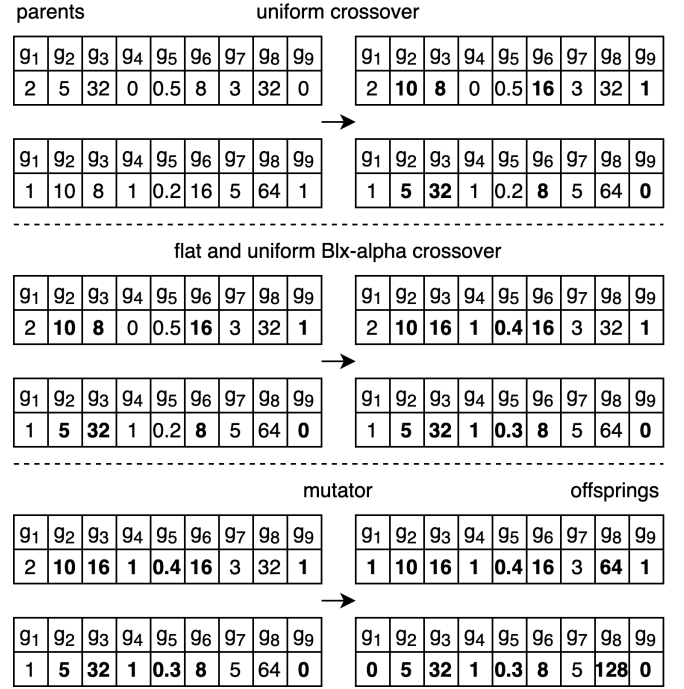 parents uniform crossover
g1 g2 g3 g4 g5 g6 g7 g8 g9 g1 g2 g3 g4 g5 g6 g7 g8 g9
2 5 32 0 0.5 8 3 32 0 2 10 8 0 0.5 16 3 32 1
g1 g2 g3 g4 g5 g6 g7 g8 g9 g1 g2 g3 g4 g5 g6 g7 g8 g9
1 10 8 1 0.2 16 5 64 1 1 5 32 1 0.2 8 5 64 0
flat and uniform Blx-alpha crossover
g1 g2 g3 g4 g5 g6 g7 g8 g9 g1 g2 g3 g4 g5 g6 g7 g8 g9
2 10 8 0 0.5 16 3 32 1 2 10 16 1 0.4 16 3 32 1
g1 g2 g3 g4 g5 g6 g7 g8 g9 g1 g2 g3 g4 g5 g6 g7 g8 g9
1 5 32 1 0.2 8 5 64 0 1 5 32 1 0.3 8 5 64 0
mutator offsprings
g1 g2 g3 g4 g5 g6 g7 g8 g9 g1 g2 g3 g4 g5 g6 g7 g8 g9
2 10 16 1 0.4 16 3 32 1 1 10 16 1 0.4 16 3 64 1
g1 g2 g3 g4 g5 g6 g7 g8 g9 g1 g2 g3 g4 g5 g6 g7 g8 g9
1 5 32 1 0.3 8 5 64 0 0 5 32 1 0.3 8 5 128 0